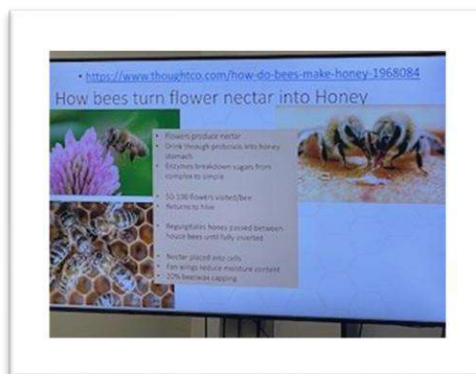 • https://www.thoughtco.com/how-do-bees-make-honey-1968084
How bees turn flower nectar into Honey
• Flowers produce nectar
• Drink through proboscis into honey
stomach
• Enzymes breakdown sugars from
complex to simple
• 50-100 flowers visited/bee
• Returns to hive
• Regurgitates honey passed between
house bees until fully inverted
• Nectar placed into cells
• Fan wings reduce moisture content
• 20% beeswax capping